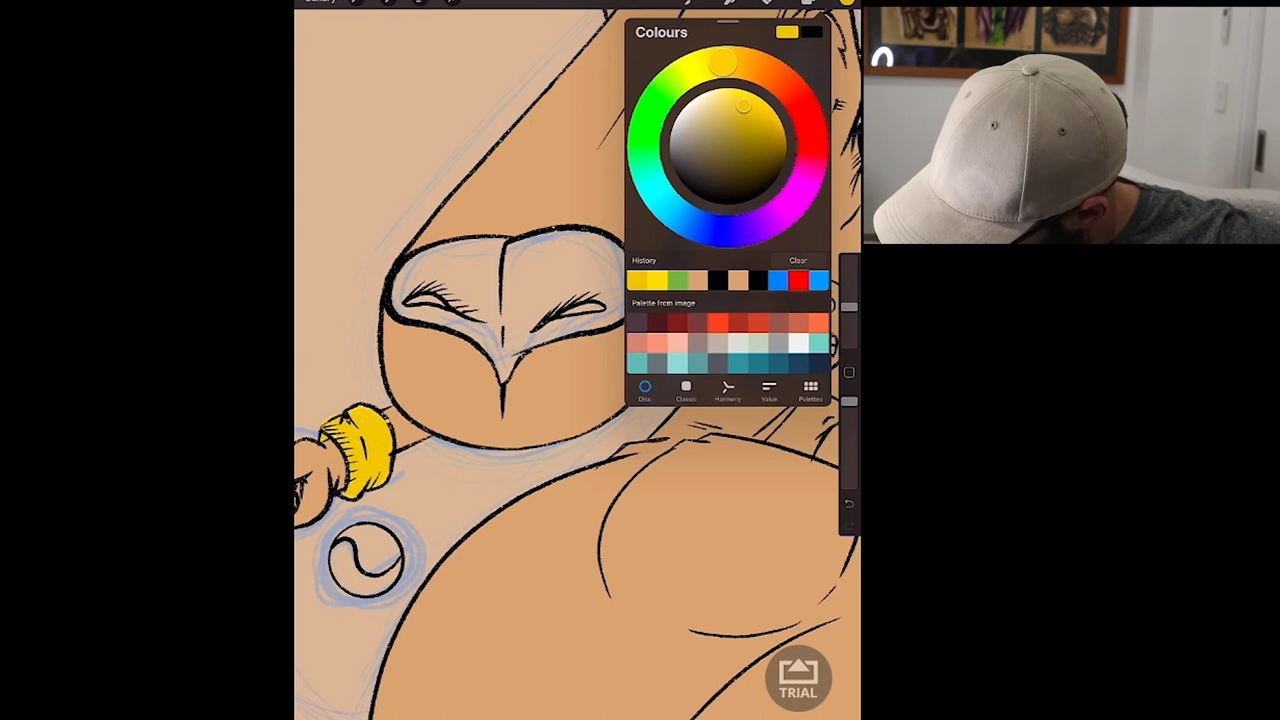 Colours
History
Clear
Palette from image
Disc
Classic
Harmony
Value
Palettes
TRIAL